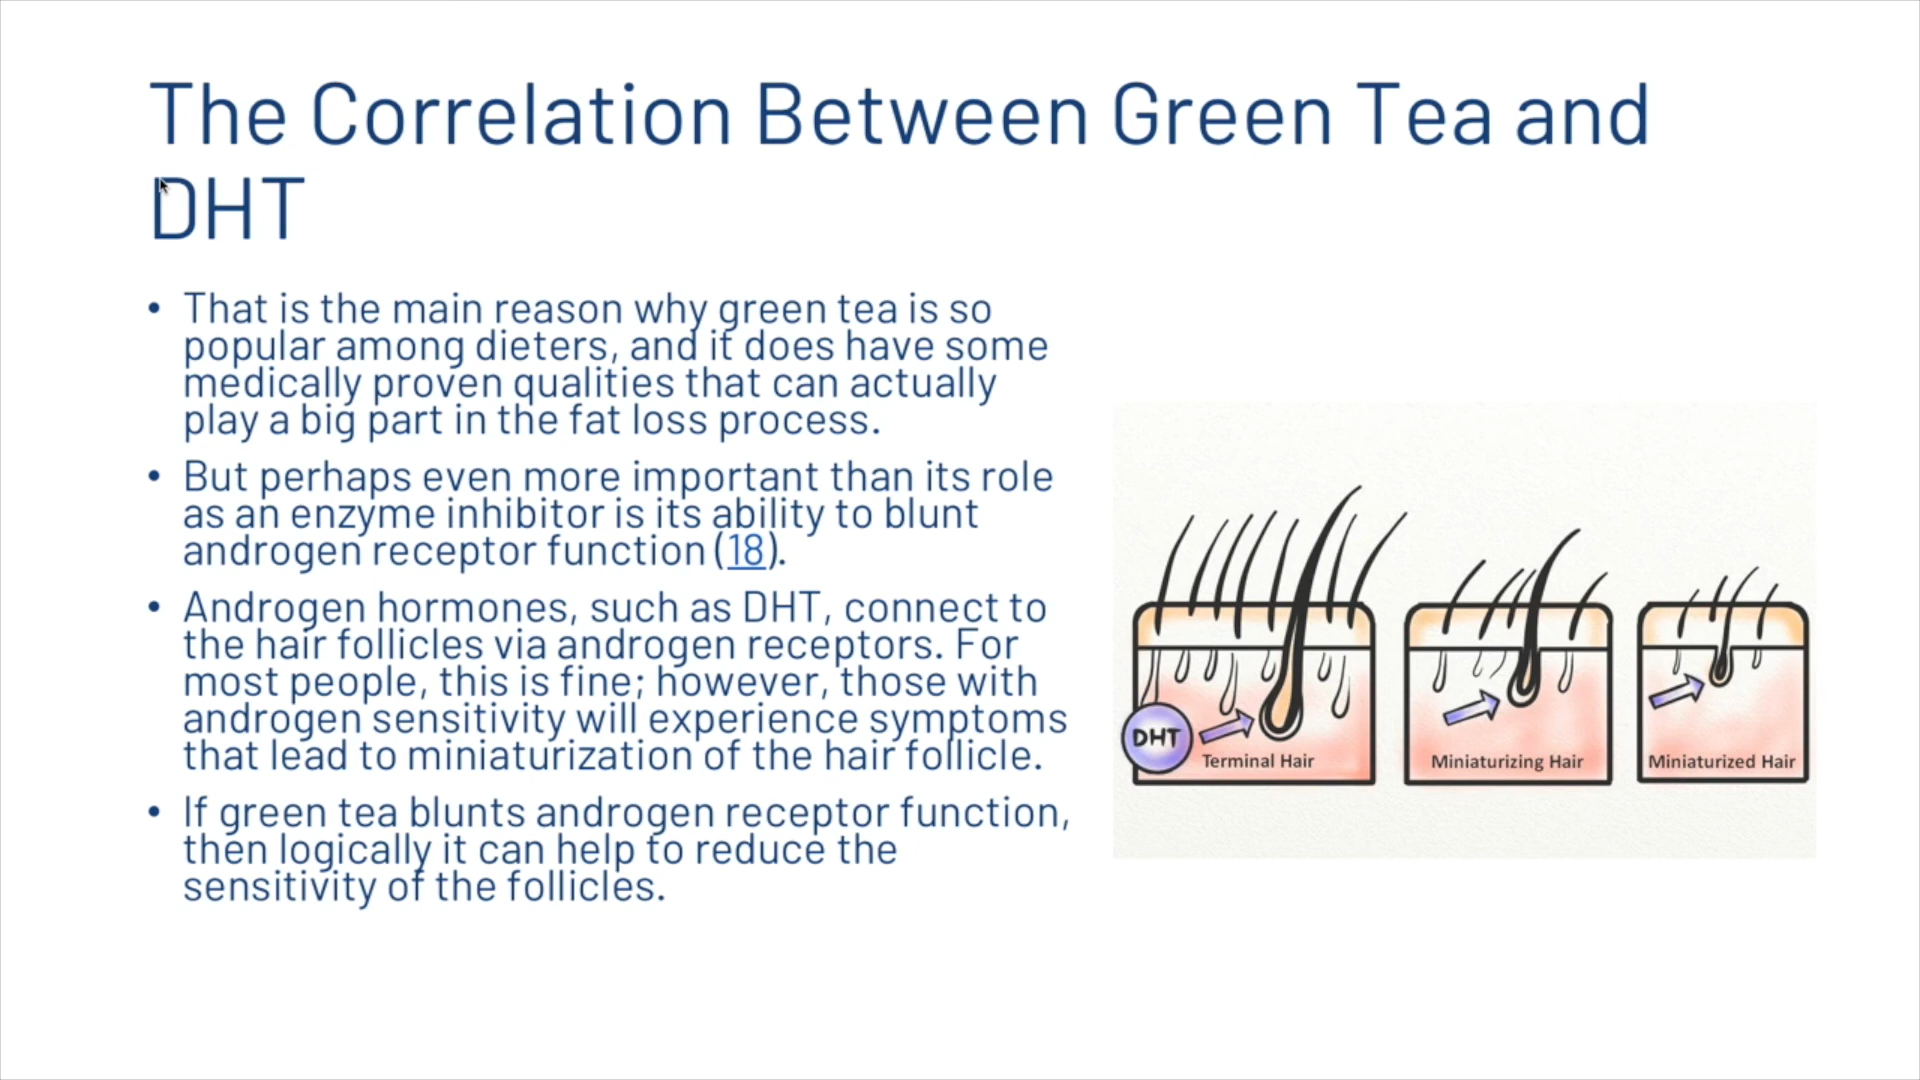 The Correlation Between Green Tea and
DHT
• That is the main reason why green tea is so
popular among dieters, and it does have some
medically proven qualities that can actually
play a big part in the fat loss process.
• But perhaps even more important than its role
as an enzyme inhibitor is its ability to blunt
androgen receptor function (18).
• Androgen hormones, such as DHT, connect to
the hair follicles via androgen receptors. For
most people, this is fine; however, those with
androgen sensitivity will experience symptoms
that lead to miniaturization of the hair follicle.
• If green tea blunts androgen receptor function,
then logically it can help to reduce the
sensitivity of the follicles.
DHT
Terminal Hair
Miniaturizing Hair
Miniaturized Hair